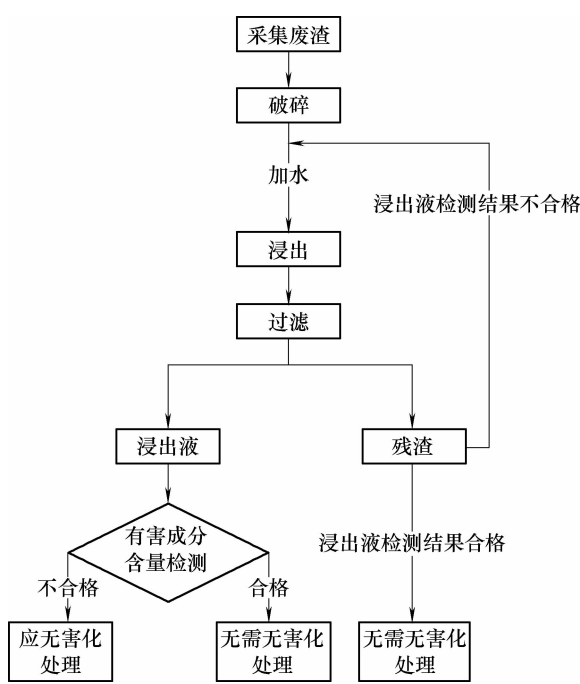 采集废渣
破碎
加水
浸出液检测结果不合格
浸出
过滤
浸出液
残渣
有害成分
含量检测
浸出液检测结果合格
不合格
合格
应无害化
处理
无需无害化
处理
无需无害化
处理